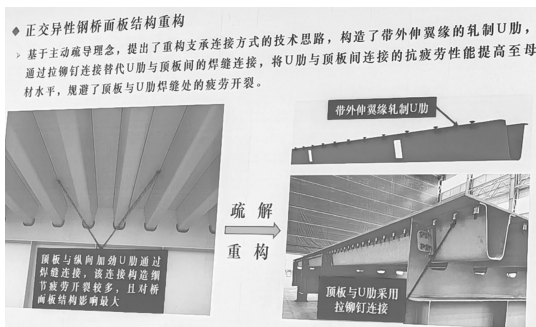 ◆ 正交异性钢桥面板结构重构
➢ 基于主动疏导理念，提出了重构支承连接方式的技术思路，构造了带外伸翼缘的轧制U肋，
通过拉铆钉连接替代U肋与顶板间的焊缝连接，将U肋与顶板间连接的抗疲劳性能提高至母
材水平，规避了顶板与U肋焊缝处的疲劳开裂。
带外伸翼缘轧制U肋
疏解
重构
顶板与纵向加劲U肋通过
焊缝连接，该连接构造细
节疲劳开裂较多，且对桥
面板结构影响最大
顶板与U肋采用
拉铆钉连接